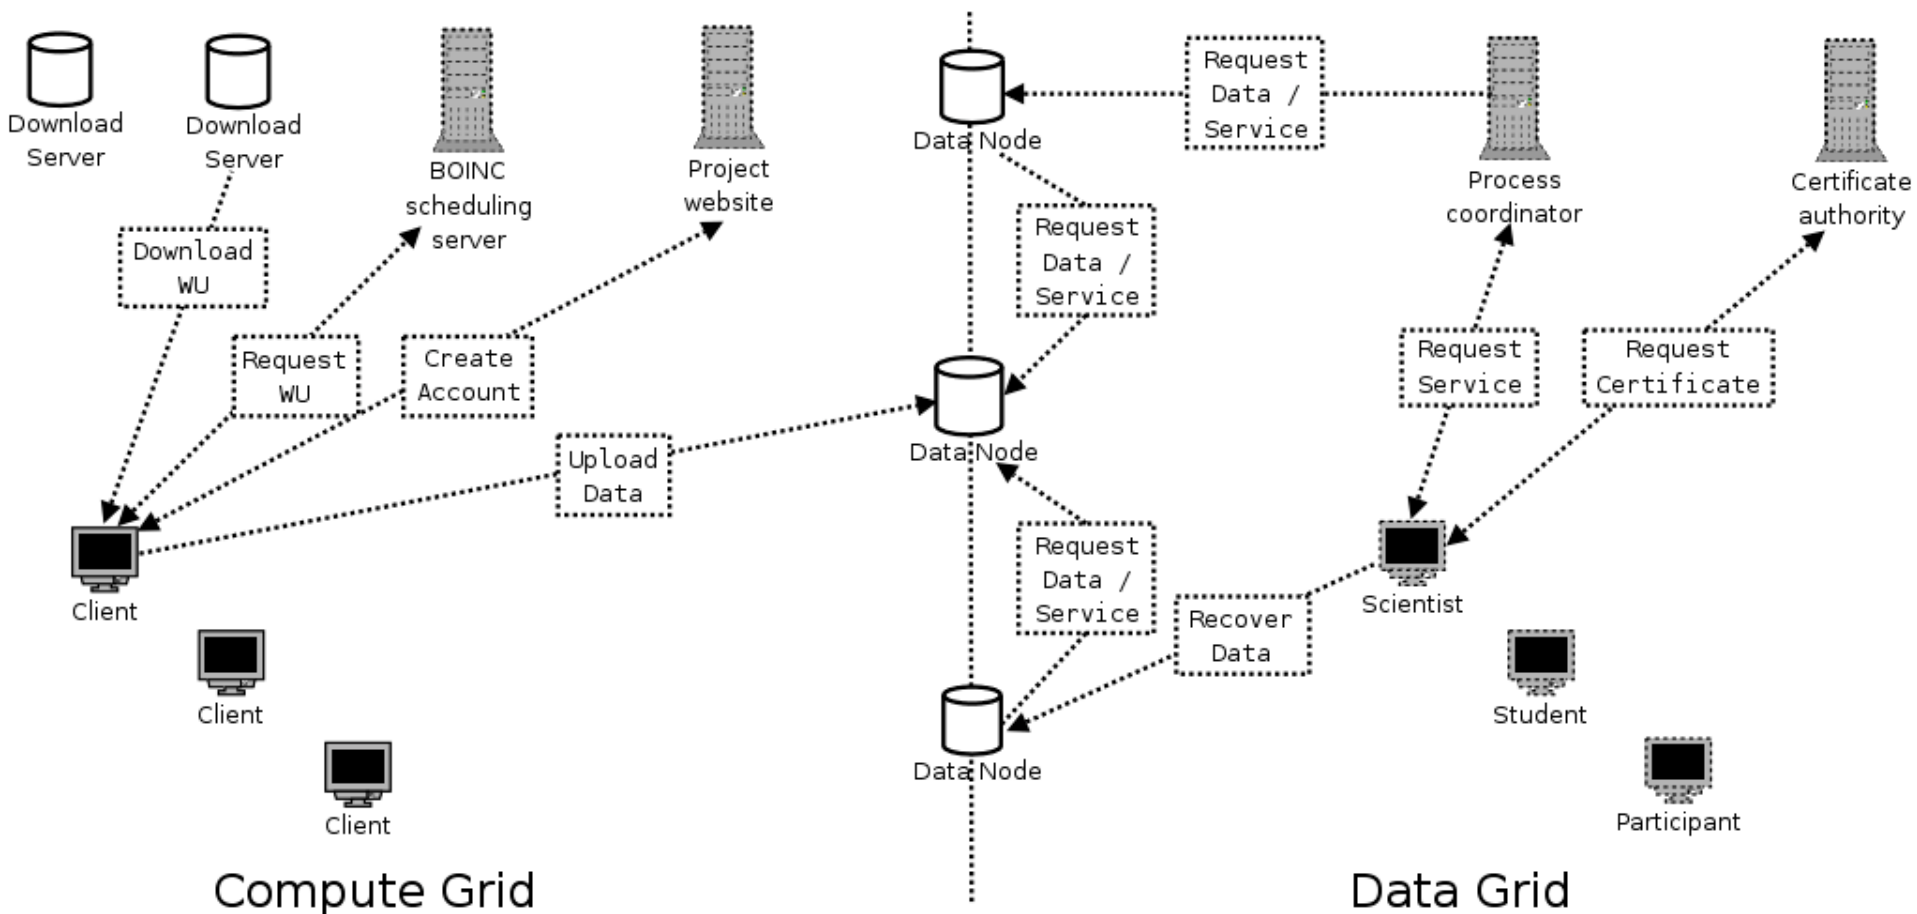 Download
Server
Download
Server
BOINC
scheduling
server
Project
website
Data Node
Request
Data /
Service
Process
coordinator
Certificate
authority
Download
WU
Request
WU
Create
Account
Upload
Data
Request
Data /
Service
Data Node
Request
Service
Request
Certificate
Request
Data /
Service
Recover
Data
Data Node
Client
Client
Client
Scientist
Student
Participant
Compute Grid
Data Grid